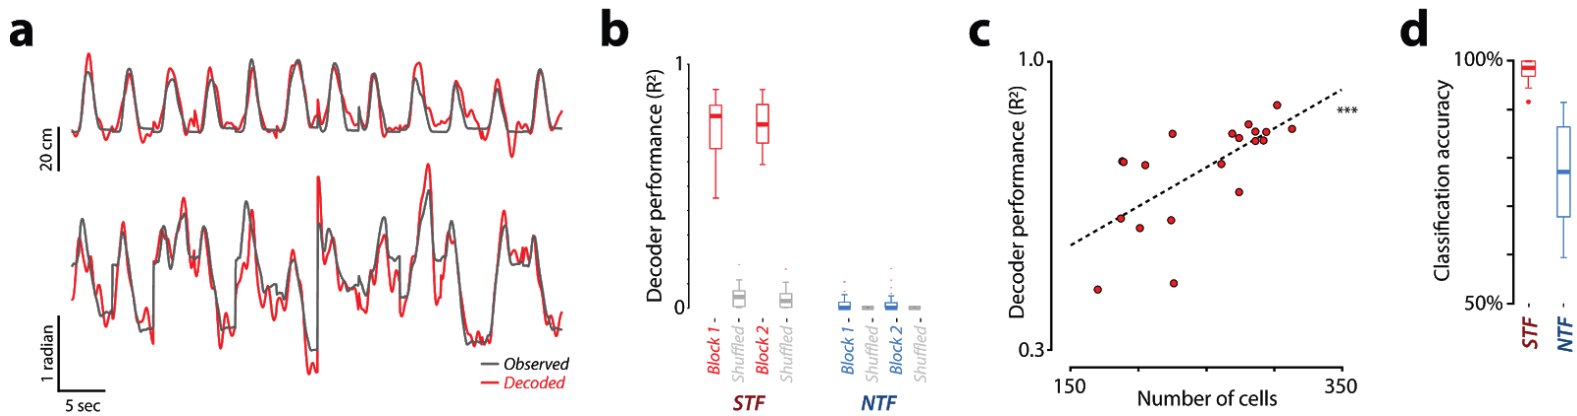 a
20 cm
1 radian
5 sec
Observed
Decoded
b
Decoder performance (R²)
1
0
Block 1
Shuffled
Block 2
Shuffled
Block 1
Shuffled
Block 2
Shuffled
STF
NTF
c
Decoder performance (R²)
1.0
0.3
***
150
350
Number of cells
d
Classification accuracy
100%
50%
STF
NTF